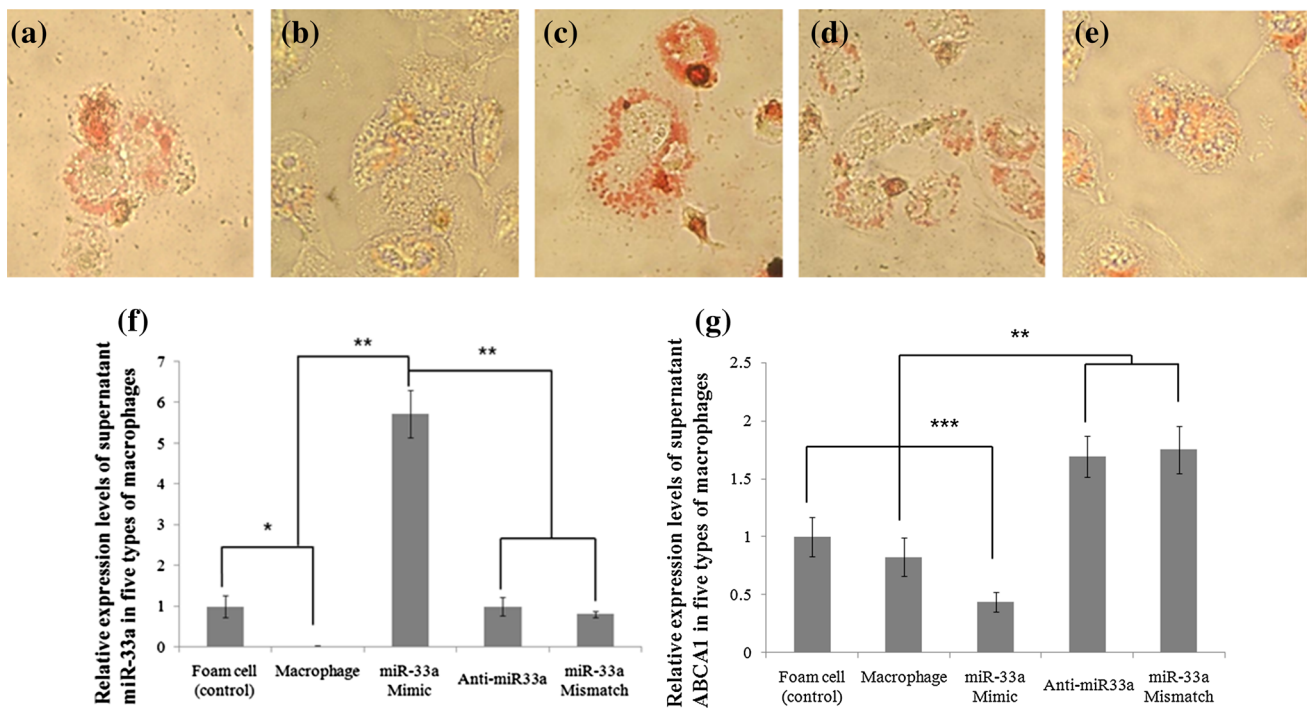 (a)
(b)
(c)
(d)
(e)
(f)
Relative expression levels of supernatant
miR-33a in five types of macrophages
7
6
5
4
3
2
1
0
*
**
**
Foam cell
(control)
Macrophage
miR-33a
Mimic
Anti-miR33a
miR-33a
Mismatch
(g)
Relative expression levels of supernatant
ABCA1 in five types of macrophages
2.5
2
1.5
1
0.5
0
**
***
Foam cell
(control)
Macrophage
miR-33a
Mimic
Anti-miR33a
miR-33a
Mismatch